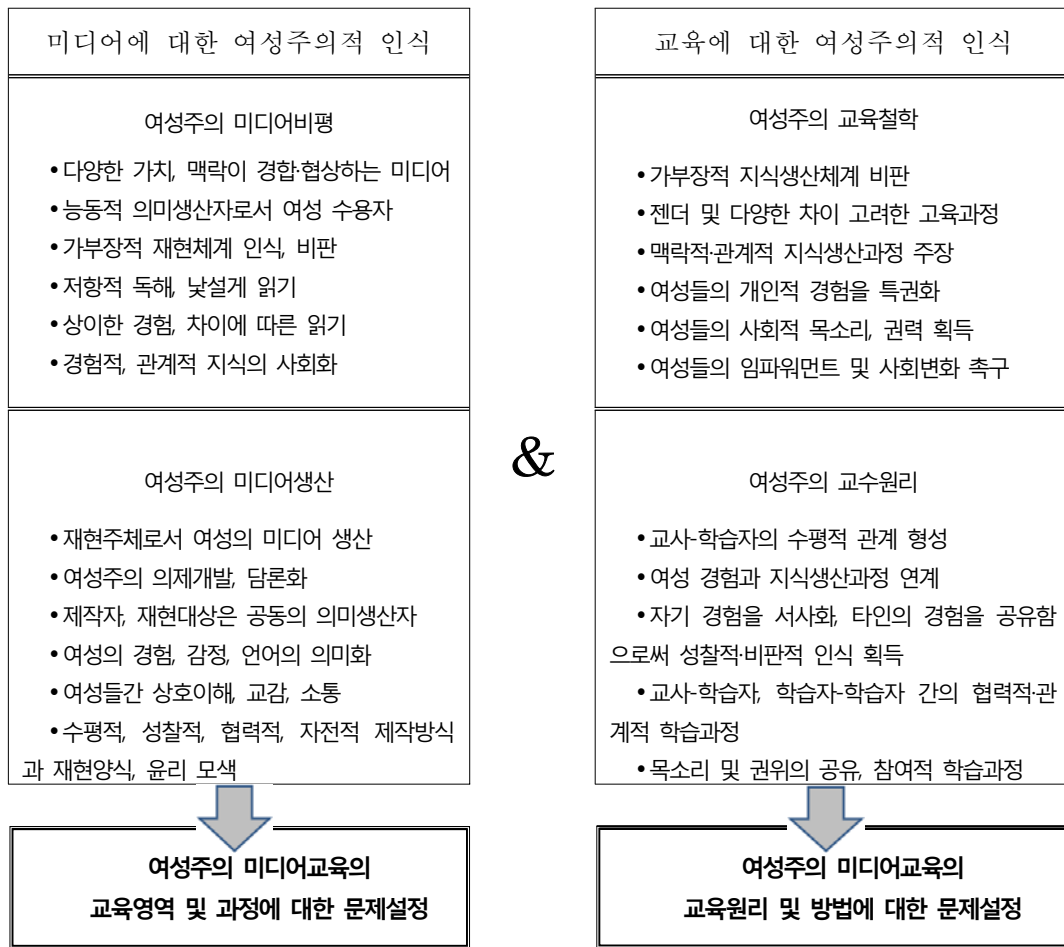 미디어에 대한 여성주의적 인식
여성주의 미디어비평
•다양한 가치, 맥락이 경합·협상하는 미디어
•능동적 의미생산자로서 여성 수용자
•가부장적 재현체계 인식, 비판
•저항적 독해, 낯설게 읽기
•상이한 경험, 차이에 따른 읽기
•경험적, 관계적 지식의 사회화
여성주의 미디어생산
•재현주체로서 여성의 미디어 생산
•여성주의 의제개발, 담론화
•제작자, 재현대상은 공동의 의미생산자
•여성의 경험, 감정, 언어의 의미화
•여성들간 상호이해, 교감, 소통
•수평적, 성찰적, 협력적, 자전적 제작방식
과 재현양식, 윤리 모색
여성주의 미디어교육의
교육영역 및 과정에 대한 문제설정
&
교육에 대한 여성주의적 인식
여성주의 교육철학
•가부장적 지식생산체계 비판
•젠더 및 다양한 차이 고려한 고육과정
•맥락적·관계적 지식생산과정 주장
•여성들의 개인적 경험을 특권화
•여성들의 사회적 목소리, 권력 획득
•여성들의 임파워먼트 및 사회변화 촉구
여성주의 교수원리
•교사-학습자의 수평적 관계 형성
•여성 경험과 지식생산과정 연계
•자기 경험을 서사화, 타인의 경험을 공유함
으로써 성찰적·비판적 인식 획득
•교사-학습자, 학습자-학습자 간의 협력적·관
계적 학습과정
•목소리 및 권위의 공유, 참여적 학습과정
여성주의 미디어교육의
교육원리 및 방법에 대한 문제설정